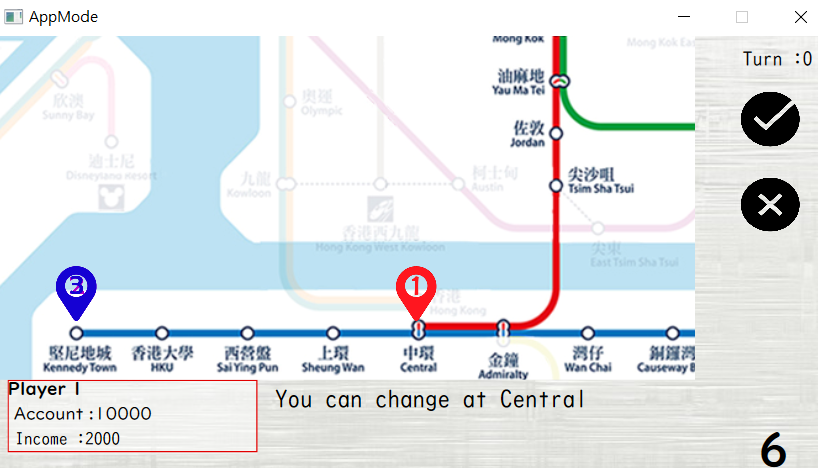 AppMode
Turn :0
Mong Kok
Mong Kok Eas
油麻地
Yau Ma Tei
欣澳
Sunny Bay
奧運
Olympic
佐敦
Jordan
迪士尼
Disneyland Resort
九龍
Kowloon
柯士甸
Austin
尖沙咀
Tsim Sha Tsui
香港西九龍
Hong Kong West Kowloon
尖東
East Tsim Sha Tsui
3
1
香港
Hong Kong
堅尼地城
Kennedy Town
香港大學
HKU
西營盤
Sai Ying Pun
上環
Sheung Wan
中環
Central
金鐘
Admiralty
灣仔
Wan Chai
銅鑼灣
Causeway B
Player 1
Account :10000
Income :2000
You can change at Central
6